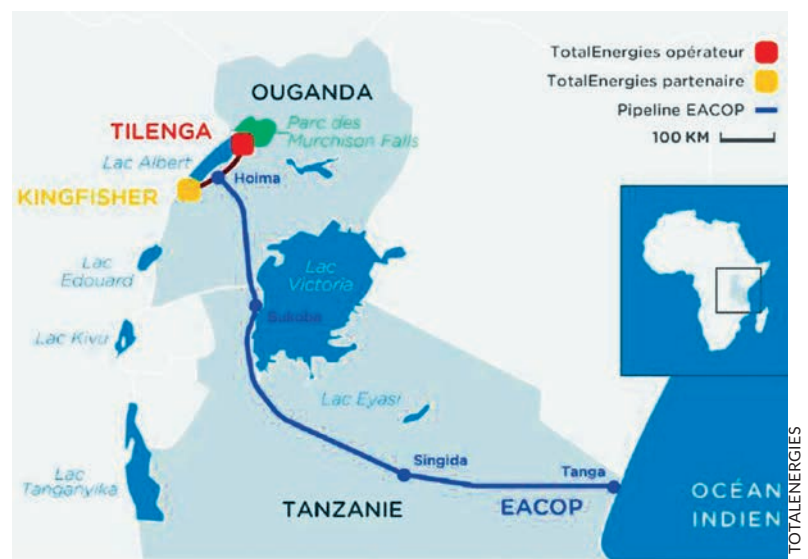 TotalEnergies opérateur
TotalEnergies partenaire
Pipeline EACOP
100 KM
OUGANDA
TILENGA
Parc des
Murchison Falls
Lac Albert
Hoima
KINGFISHER
Lac
Edouard
Lac
Victoria
Bukoba
Lac Kivu
Lac Eyasi
Singida
Tanga
Lac
Tanganyika
TANZANIE
EACOP
OCÉAN
INDIEN
TOTALENERGIES